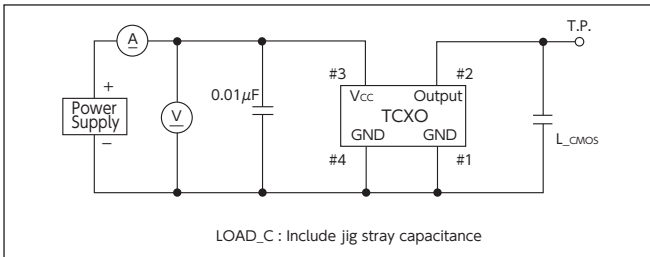 T.P.
A
#3
#2
+
0.01μF
Vcc
Output
Power
Supply
TCXO
V
GND
GND
L_CMOS
−
#4
#1
LOAD_C : Include jig stray capacitance